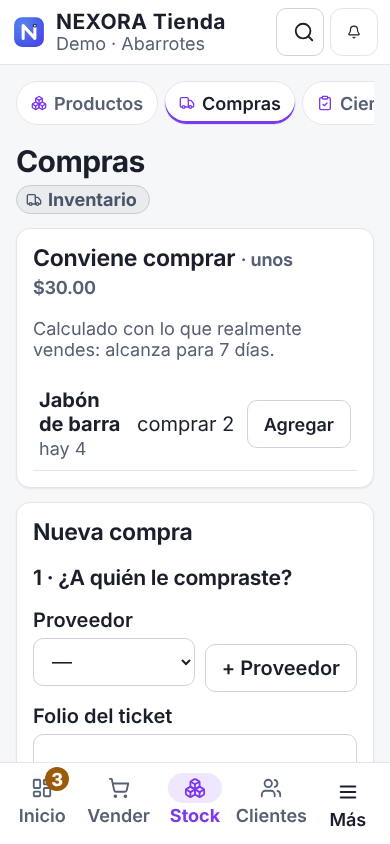 NEXORA Tienda
Demo · Abarrotes
Productos
Compras
Cier
Compras
Inventario
Conviene comprar · unos
$30.00
Calculado con lo que realmente
vendes: alcanza para 7 días.
Jabón
de barra comprar 2 Agregar
hay 4
Nueva compra
1 · ¿A quién le compraste?
Proveedor
— + Proveedor
Folio del ticket
3
Inicio Vender Stock Clientes Más